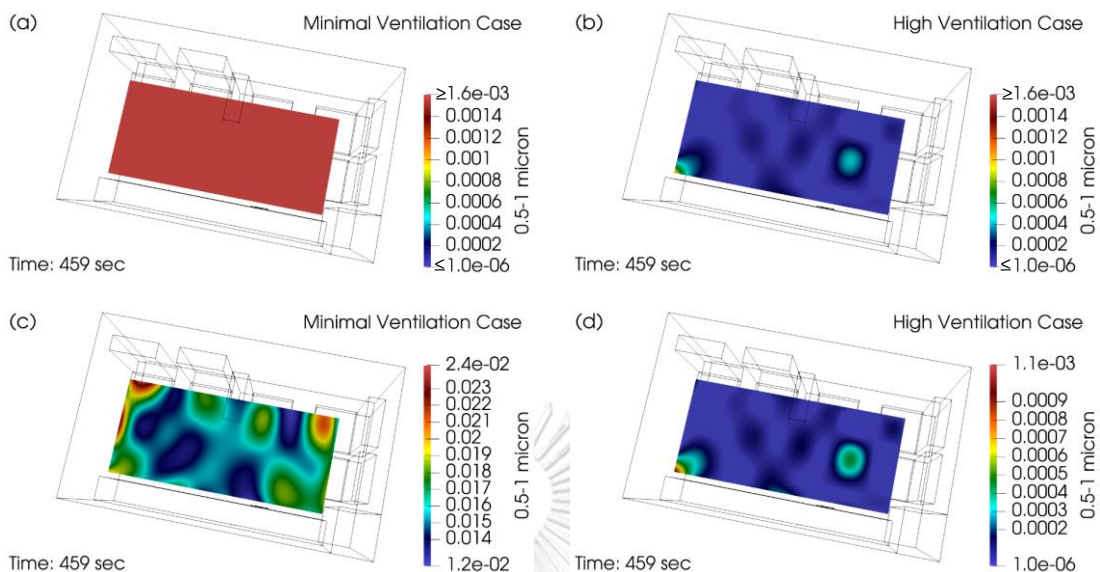 (a) Minimal Ventilation Case
≥1.6e-03
0.0014
0.0012
0.001
0.0008
0.0006
0.0004
0.0002
≤1.0e-06
0.5-1 micron
Time: 459 sec
(b) High Ventilation Case
≥1.6e-03
0.0014
0.0012
0.001
0.0008
0.0006
0.0004
0.0002
≤1.0e-06
0.5-1 micron
Time: 459 sec
(c) Minimal Ventilation Case
2.4e-02
0.023
0.022
0.021
0.02
0.019
0.018
0.017
0.016
0.015
0.014
1.2e-02
0.5-1 micron
Time: 459 sec
(d) High Ventilation Case
1.1e-03
0.0009
0.0008
0.0007
0.0006
0.0005
0.0004
0.0003
0.0002
1.0e-06
0.5-1 micron
Time: 459 sec